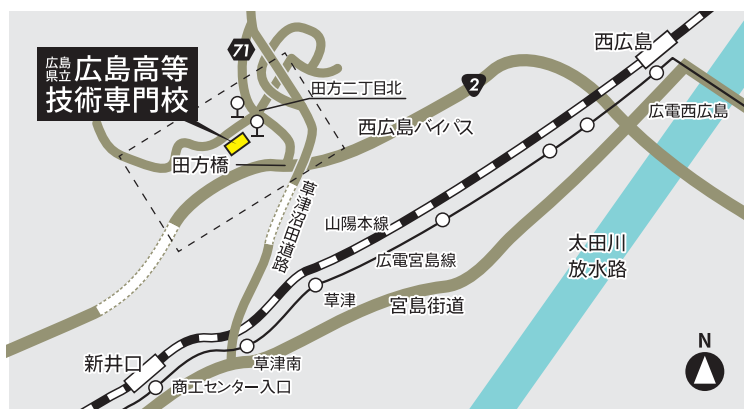 広島
県立
広島高等
技術専門校
71
西広島
田方二丁目北
2
西広島バイパス
広電西広島
田方橋
草津沼田道路
山陽本線
広電宮島線
太田川
放水路
草津
宮島街道
N
新井口
草津南
商工センター入口